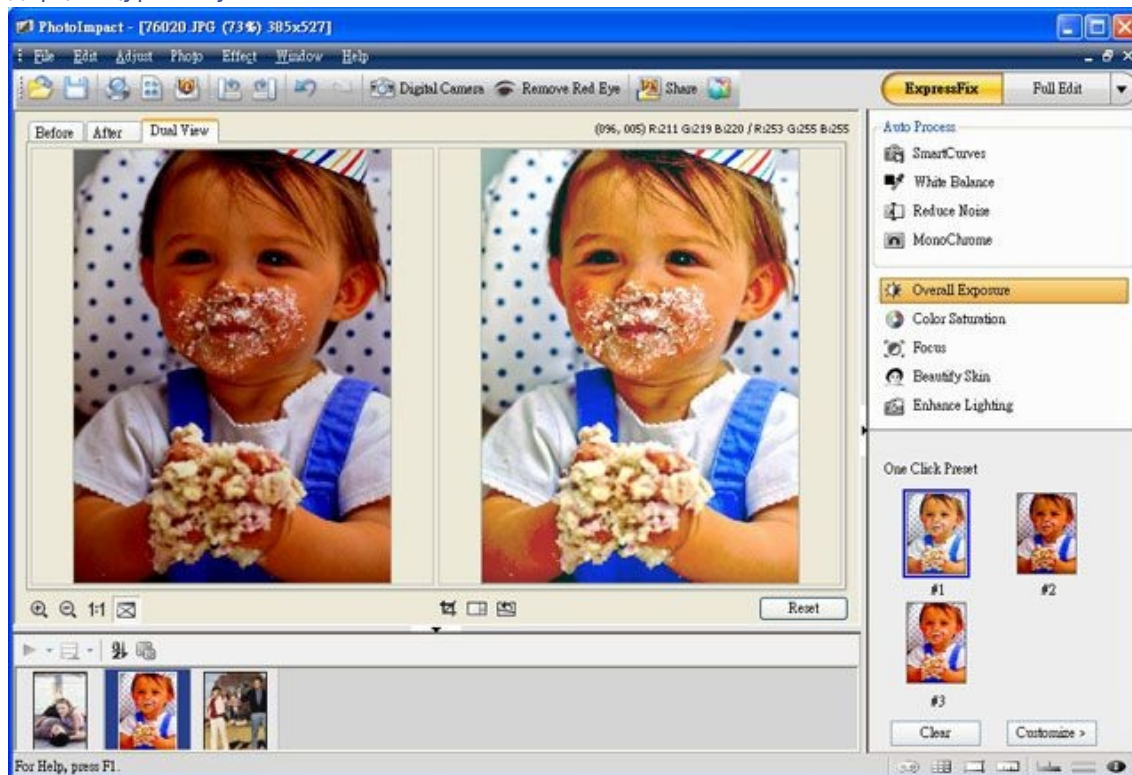 PhotoImpact - [76020.JPG (73%) 385x527]
File Edit Adjust Photo Effect Window Help
Digital Camera Remove Red Eye Share
ExpressFix Full Edit
Before After Dual View
(096, 005) R:211 G:219 B:220 / R:253 G:255 B:255
Auto Process
SmartCurves
White Balance
Reduce Noise
MonoChrome
Overall Exposure
Color Saturation
Focus
Beautify Skin
Enhance Lighting
One Click Preset
#1 #2
#3
1:1
Reset
Clear Customize >
For Help, press F1.